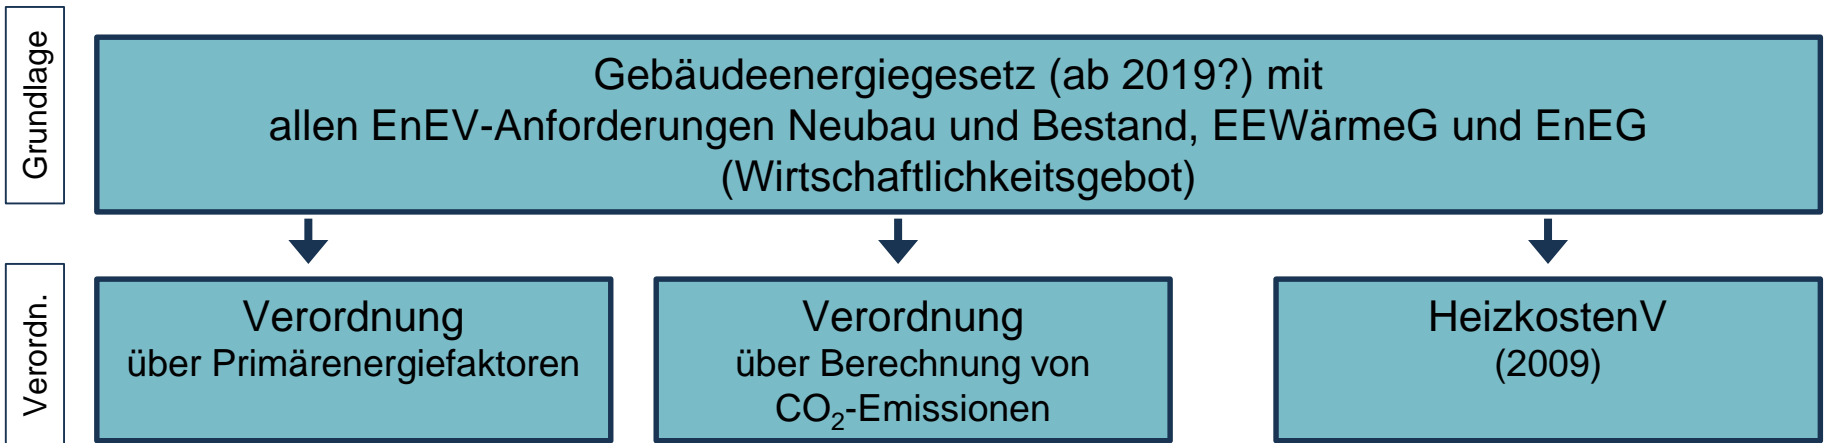 Grundlage
Gebäudeenergiegesetz (ab 2019?) mit
allen EnEV-Anforderungen Neubau und Bestand, EEWärmeG und EnEG
(Wirtschaftlichkeitsgebot)
Verordn.
Verordnung
über Primärenergiefaktoren
Verordnung
über Berechnung von
CO₂-Emissionen
HeizkostenV
(2009)